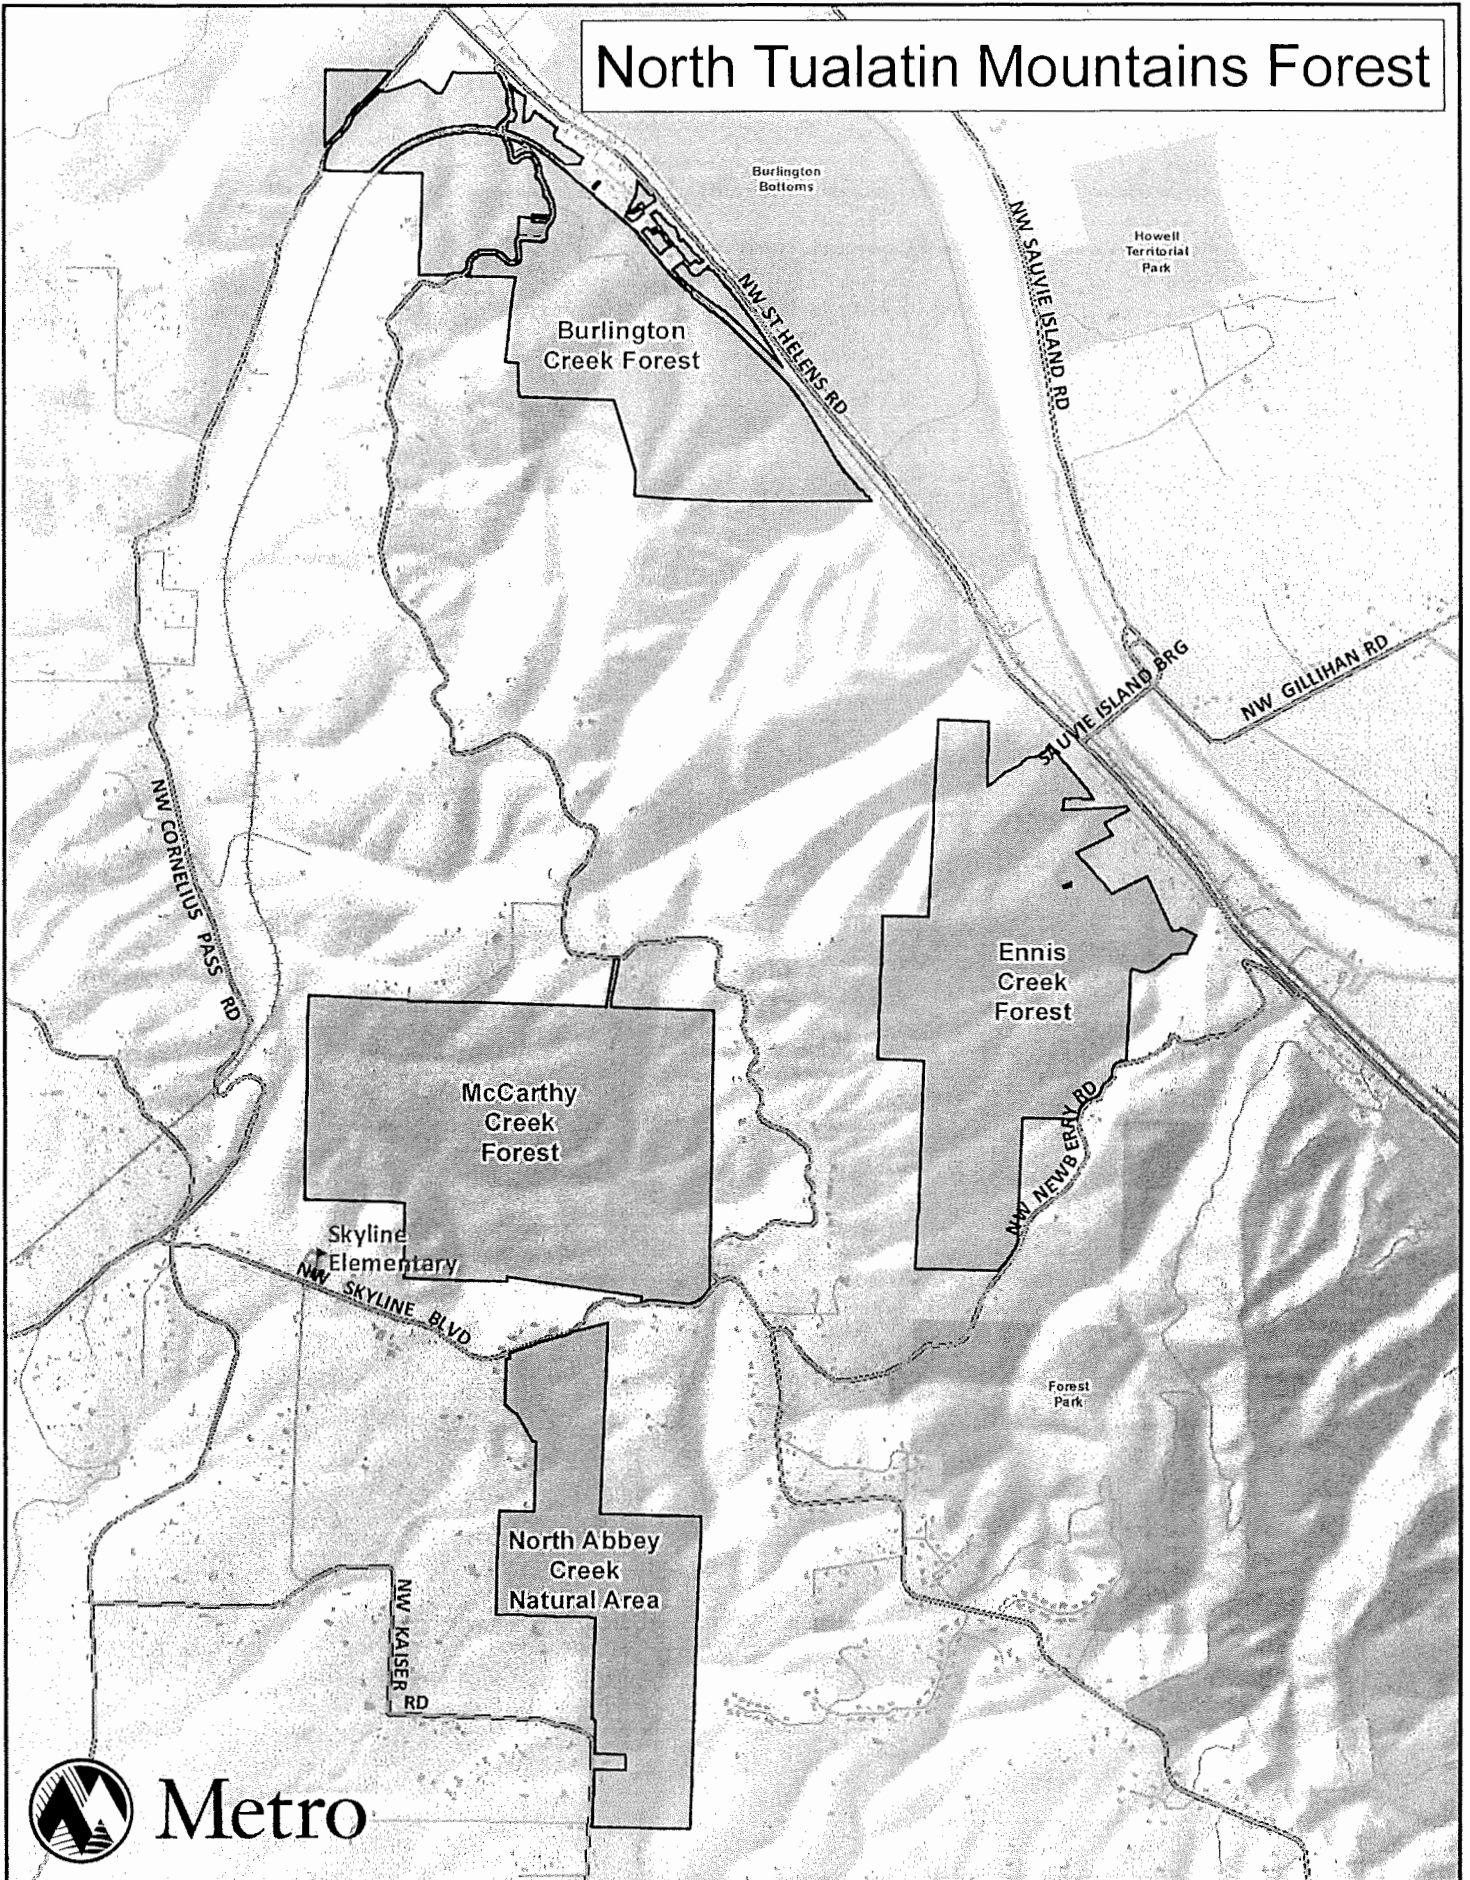 North Tualatin Mountains Forest
Burlington
Bottoms
Howell
Territorial
Park
NW SAUVIE ISLAND RD
NW ST HELENS RD
Burlington
Creek Forest
SAUVIE ISLAND BRG
NW GILLIHAN RD
NW CORNELIUS PASS RD
Ennis
Creek
Forest
McCarthy
Creek
Forest
NW NEWBERRY RD
Skyline
Elementary
NW SKYLINE BLVD
Forest
Park
North Abbey
Creek
Natural Area
NW KAISER RD
Metro